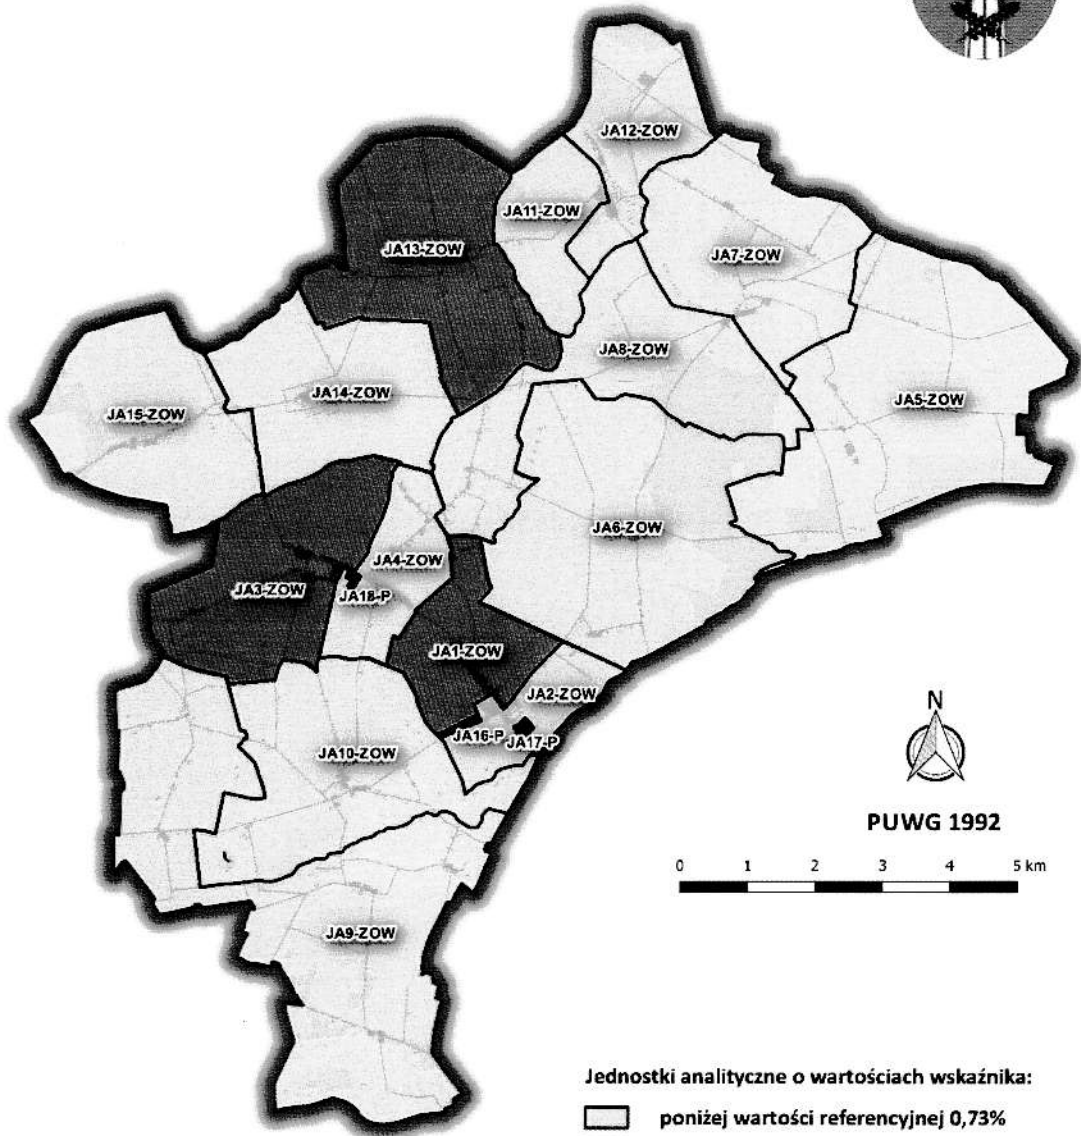 JA12-ZOW
JA11-ZOW
JA13-ZOW
JA7-ZOW
JA8-ZOW
JA14-ZOW
JA15-ZOW
JA5-ZOW
JA6-ZOW
JA4-ZOW
JA3-ZOW
JA18-P
JA1-ZOW
JA2-ZOW
JA16-P
JA17-P
JA10-ZOW
JA9-ZOW
N
PUWG 1992
0 1 2 3 4 5 km
Jednostki analityczne o wartościach wskaźnika:
poniżej wartości referencyjnej 0,73%